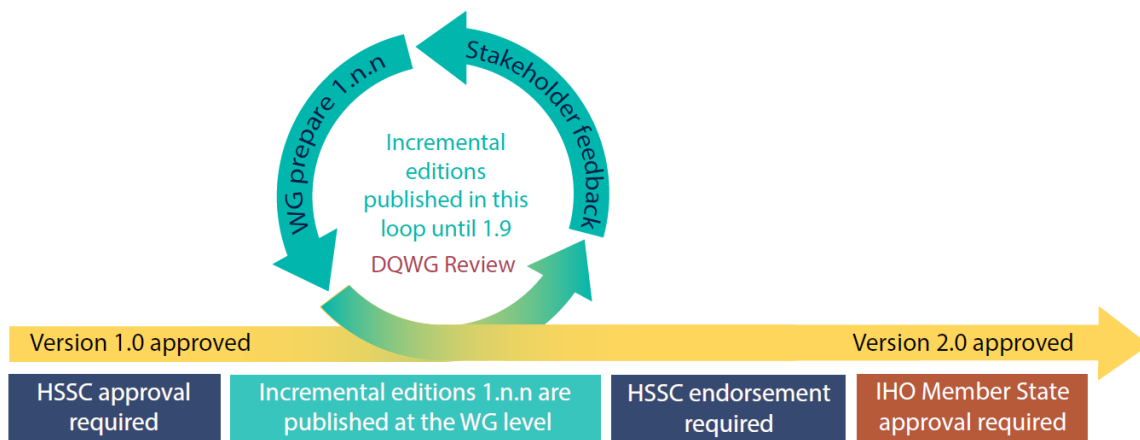 Stakeholder feedback
WG prepare 1.n.n
Incremental
editions
published in this
loop until 1.9
DQWG Review
Version 1.0 approved
Version 2.0 approved
HSSC approval
required
Incremental editions 1.n.n are
published at the WG level
HSSC endorsement
required
IHO Member State
approval required